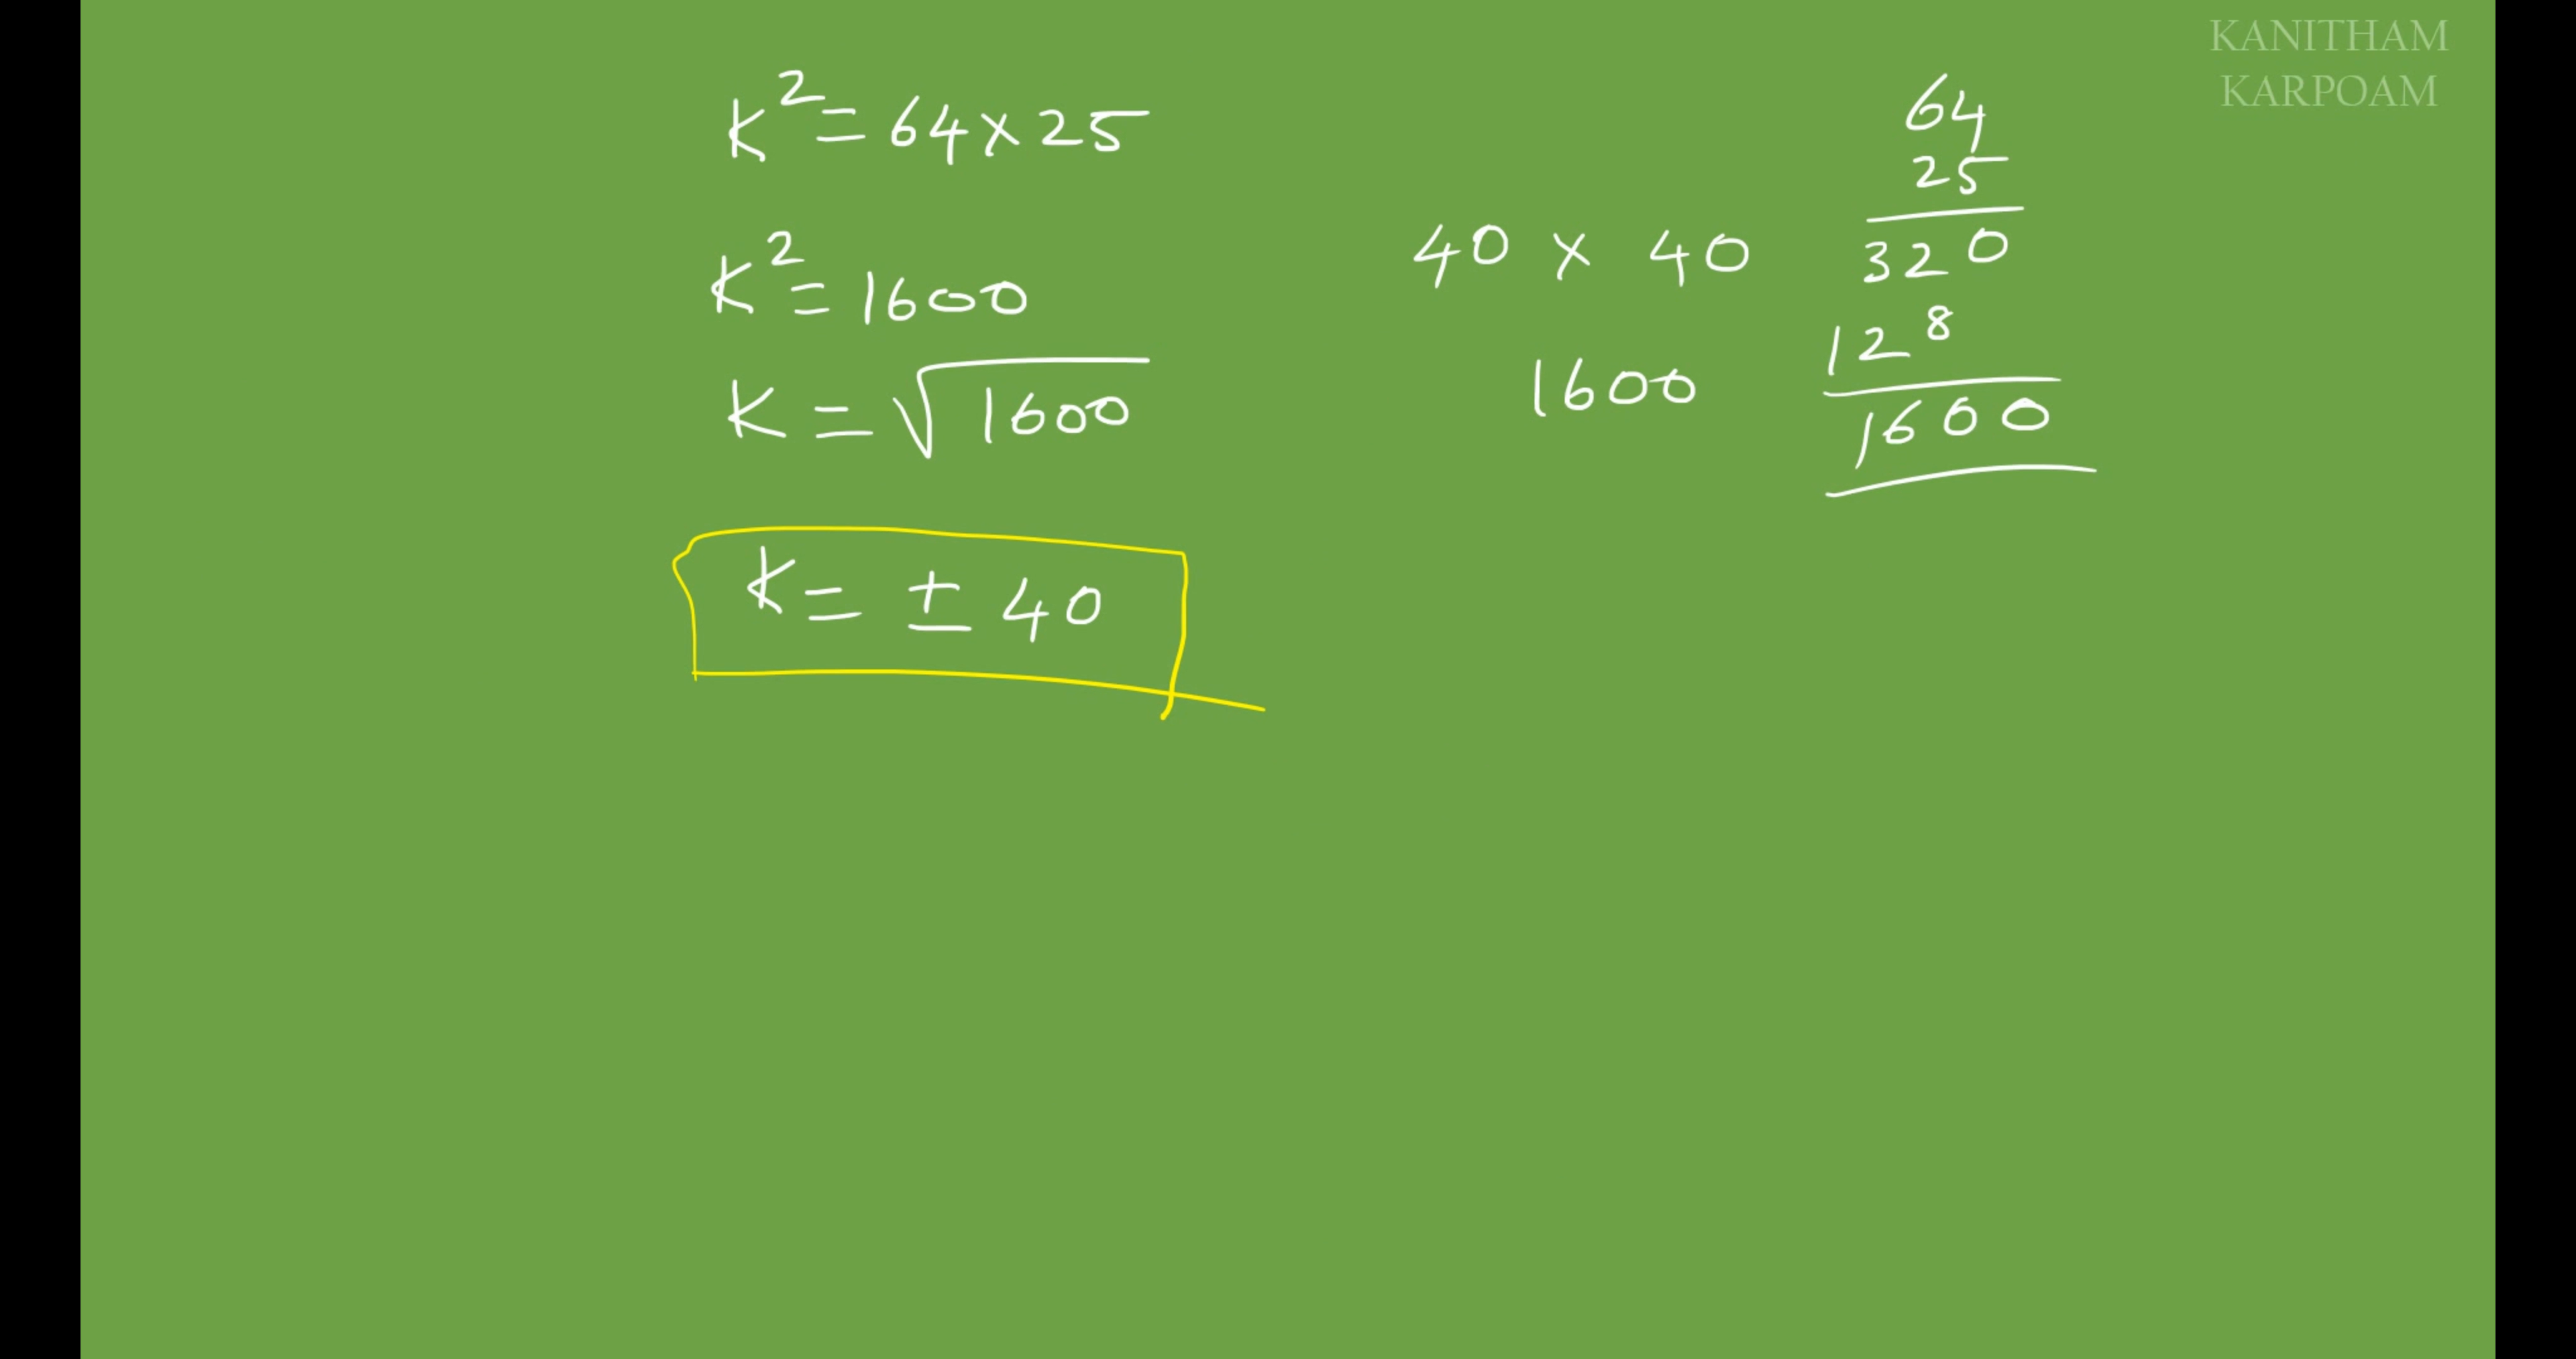 K² = 64 × 25
K² = 1600
K = √1600
K = ± 40
40 × 40
1600
64
25
320
128
1600
KANITHAM
KARPOAM